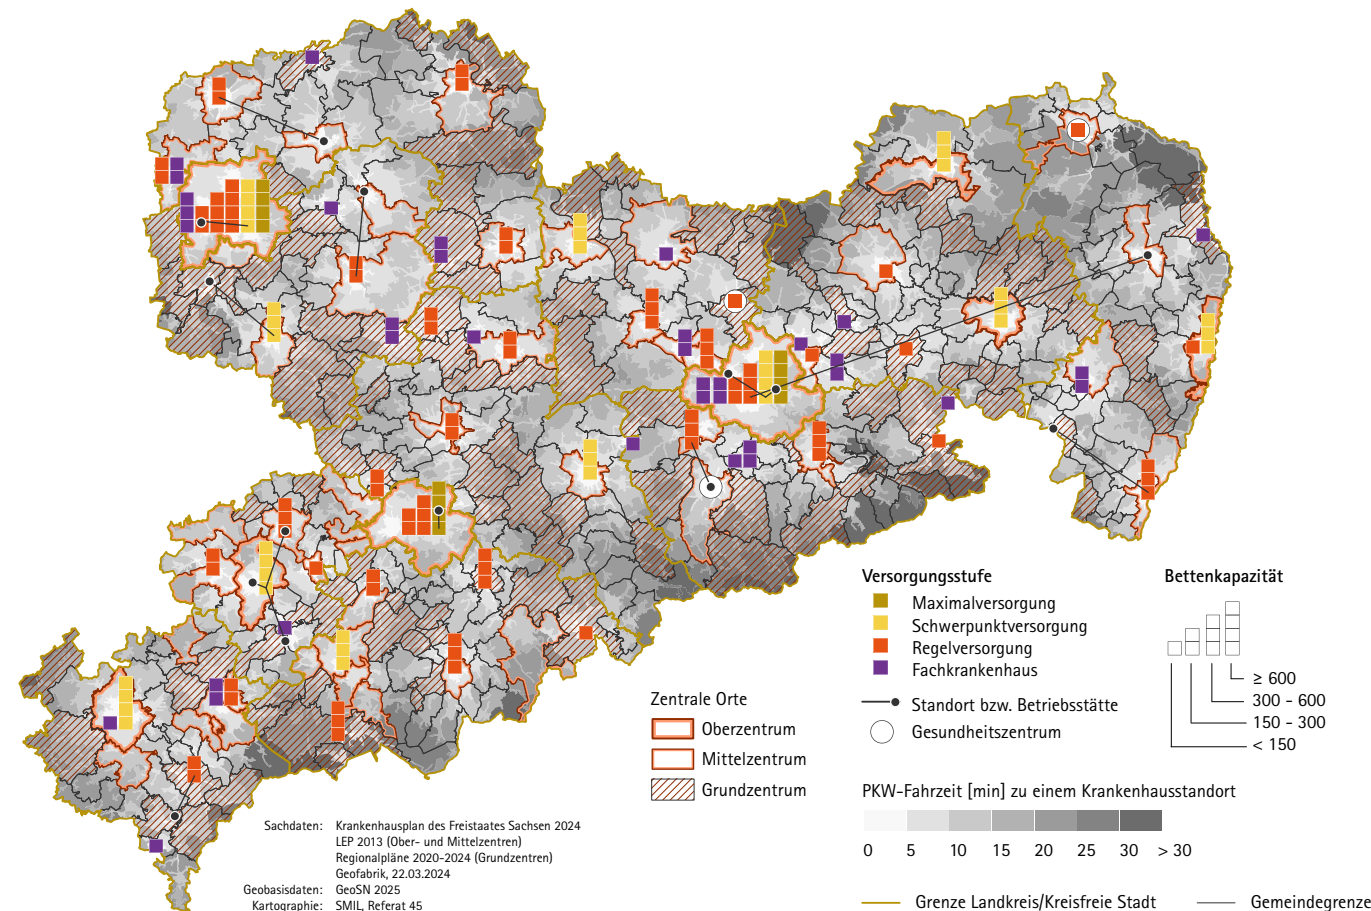 Versorgungsstufe
Maximalversorgung
Schwerpunktversorgung
Regelversorgung
Fachkrankenhaus
Standort bzw. Betriebsstätte
Gesundheitszentrum
Bettenkapazität
≥ 600
300 - 600
150 - 300
< 150
Zentrale Orte
Oberzentrum
Mittelzentrum
Grundzentrum
PKW-Fahrzeit [min] zu einem Krankenhausstandort
0 5 10 15 20 25 30 > 30
Sachdaten: Krankenhausplan des Freistaates Sachsen 2024
LEP 2013 (Ober- und Mittelzentren)
Regionalpläne 2020-2024 (Grundzentren)
Geofabrik, 22.03.2024
Geobasisdaten: GeoSN 2025
Kartographie: SMIL, Referat 45
Grenze Landkreis/Kreisfreie Stadt
Gemeindegrenze